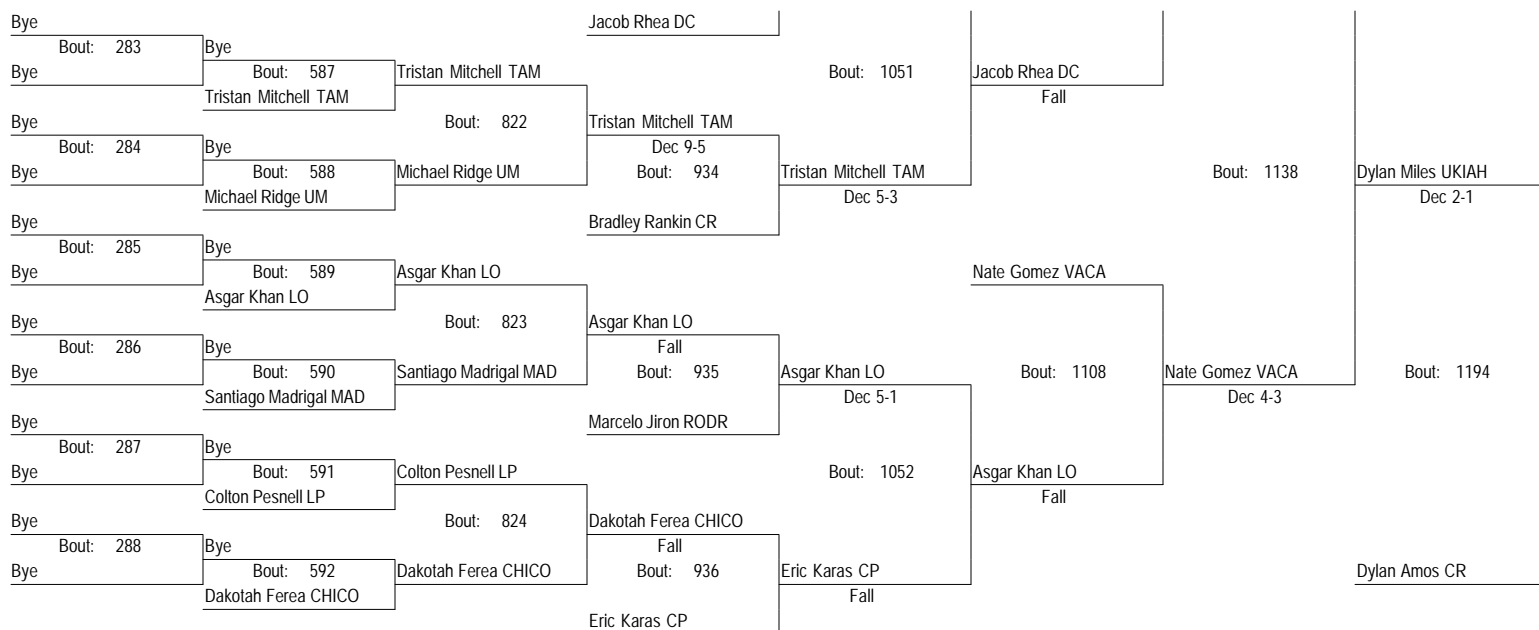 Bye
Jacob Rhea DC
Bout: 283
Bye
Bye
Bout: 587
Tristan Mitchell TAM
Bout: 1051
Jacob Rhea DC
Tristan Mitchell TAM
Fall
Bye
Bout: 822
Tristan Mitchell TAM
Bout: 284
Bye
Dec 9-5
Bye
Bout: 588
Michael Ridge UM
Bout: 934
Tristan Mitchell TAM
Bout: 1138
Dylan Miles UKIAH
Michael Ridge UM
Dec 5-3
Dec 2-1
Bye
Bradley Rankin CR
Bout: 285
Bye
Bye
Bout: 589
Asgar Khan LO
Nate Gomez VACA
Asgar Khan LO
Bye
Bout: 823
Asgar Khan LO
Bout: 286
Bye
Fall
Bye
Bout: 590
Santiago Madrigal MAD
Bout: 935
Asgar Khan LO
Bout: 1108
Nate Gomez VACA
Bout: 1194
Santiago Madrigal MAD
Dec 5-1
Dec 4-3
Bye
Marcelo Jiron RODR
Bout: 287
Bye
Bye
Bout: 591
Colton Pesnell LP
Bout: 1052
Asgar Khan LO
Colton Pesnell LP
Fall
Bye
Bout: 824
Dakotah Ferea CHICO
Bout: 288
Bye
Fall
Bye
Bout: 592
Dakotah Ferea CHICO
Bout: 936
Eric Karas CP
Dylan Amos CR
Dakotah Ferea CHICO
Fall
Eric Karas CP